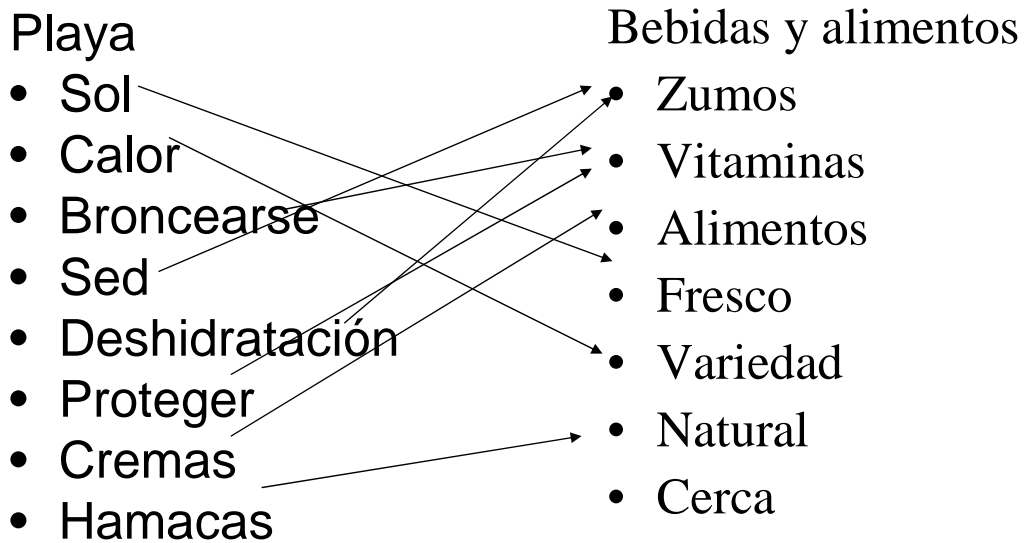 Playa
• Sol
• Calor
• Broncearse
• Sed
• Deshidratación
• Proteger
• Cremas
• Hamacas
Bebidas y alimentos
• Zumos
• Vitaminas
• Alimentos
• Fresco
• Variedad
• Natural
• Cerca